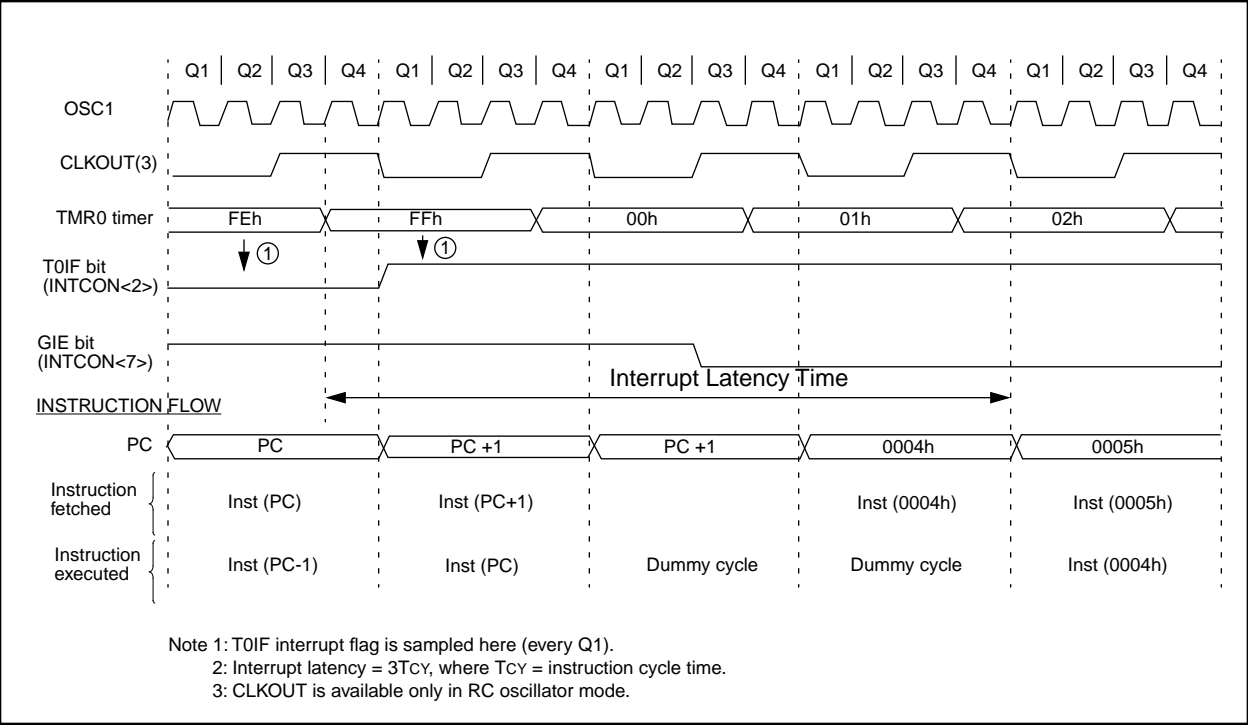 Q1 Q2 Q3 Q4 Q1 Q2 Q3 Q4 Q1 Q2 Q3 Q4 Q1 Q2 Q3 Q4 Q1 Q2 Q3 Q4
OSC1
CLKOUT(3)
TMR0 timer FEh FFh 00h 01h 02h
1 1
T0IF bit
(INTCON<2>)
GIE bit
(INTCON<7>)
Interrupt Latency Time
INSTRUCTION FLOW
PC PC PC +1 PC +1 0004h 0005h
Instruction
fetched
Inst (PC) Inst (PC+1) Inst (0004h) Inst (0005h)
Instruction
executed
Inst (PC-1) Inst (PC) Dummy cycle Dummy cycle Inst (0004h)
Note 1: T0IF interrupt flag is sampled here (every Q1).
2: Interrupt latency = 3TCY, where TCY = instruction cycle time.
3: CLKOUT is available only in RC oscillator mode.